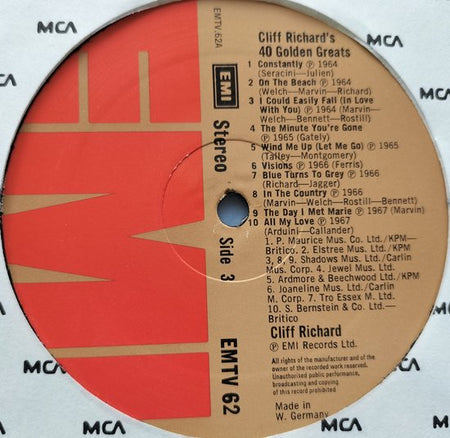 MCA
MCA
MCA
EMTV.62A
EMI
Stereo
Side 3
EMTV 62
Cliff Richard's
40 Golden Greats
1 Constantly ℗ 1964
(Seracini—Julien)
2 On The Beach ℗ 1964
(Welch—Marvin—Richard)
3 I Could Easily Fall (In Love
With You) ℗ 1964 (Marvin—
Welch—Bennett—Rostill)
4 The Minute You're Gone
℗ 1965 (Gately)
5 Wind Me Up (Let Me Go) ℗ 1965
(Talley—Montgomery)
6 Visions ℗ 1966 (Ferris)
7 Blue Turns To Grey ℗ 1966
(Richard—Jagger)
8 In The Country ℗ 1966
(Marvin—Welch—Rostill—Bennett)
9 The Day I Met Marie ℗ 1967 (Marvin)
10 All My Love ℗ 1967
(Arduini—Callander)
1. P. Maurice Mus. Co. Ltd./KPM—
Britico. 2. Elstree Mus. Ltd./KPM
3, 8, 9. Shadows Mus. Ltd./Carlin
Mus. Corp. 4. Jewel Mus. Ltd.
5. Ardmore & Beechwood Ltd./KPM
6. Joaneline Mus. Ltd./Carlin
M. Corp. 7. Tro Essex M. Ltd.
10. S. Bernstein & Co. Ltd.—
Britico
Cliff Richard
℗ EMI Records Ltd.
All rights of the manufacturer and of the
owner of the recorded work reserved.
Unauthorised public performance,
broadcasting and copying
of this record prohibited
Made in
W. Germany
MCA
MCA
MCA
MCA